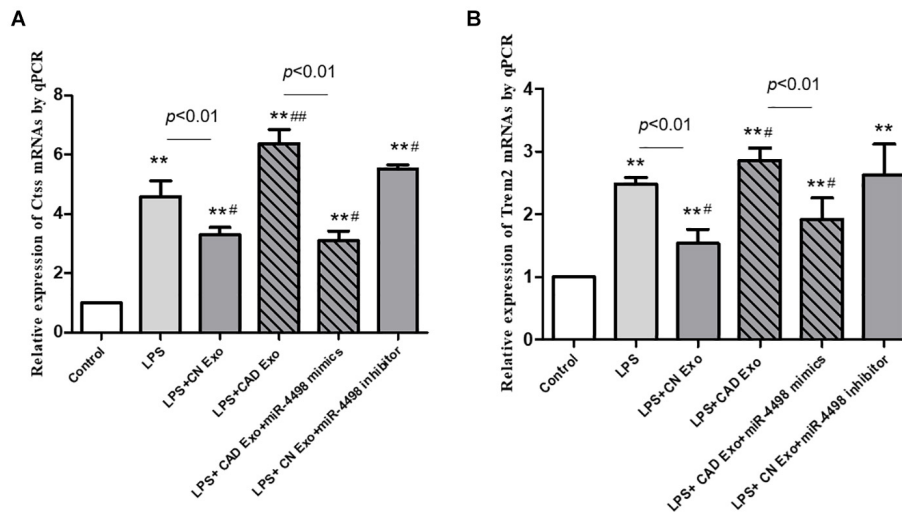 A
Relative expression of Ctss mRNAs by qPCR
8
6
4
2
0
p<0.01
p<0.01
**
**#
**##
**#
**#
Control
LPS
LPS+CN Exo
LPS+CAD Exo
LPS+ CAD Exo+miR-4498 mimics
LPS+ CN Exo+miR-4498 inhibitor
B
Relative expression of Trem2 mRNAs by qPCR
4
3
2
1
0
p<0.01
p<0.01
**
**#
**#
**#
**
Control
LPS
LPS+CN Exo
LPS+CAD Exo
LPS+ CAD Exo+miR-4498 mimics
LPS+ CN Exo+miR-4498 inhibitor